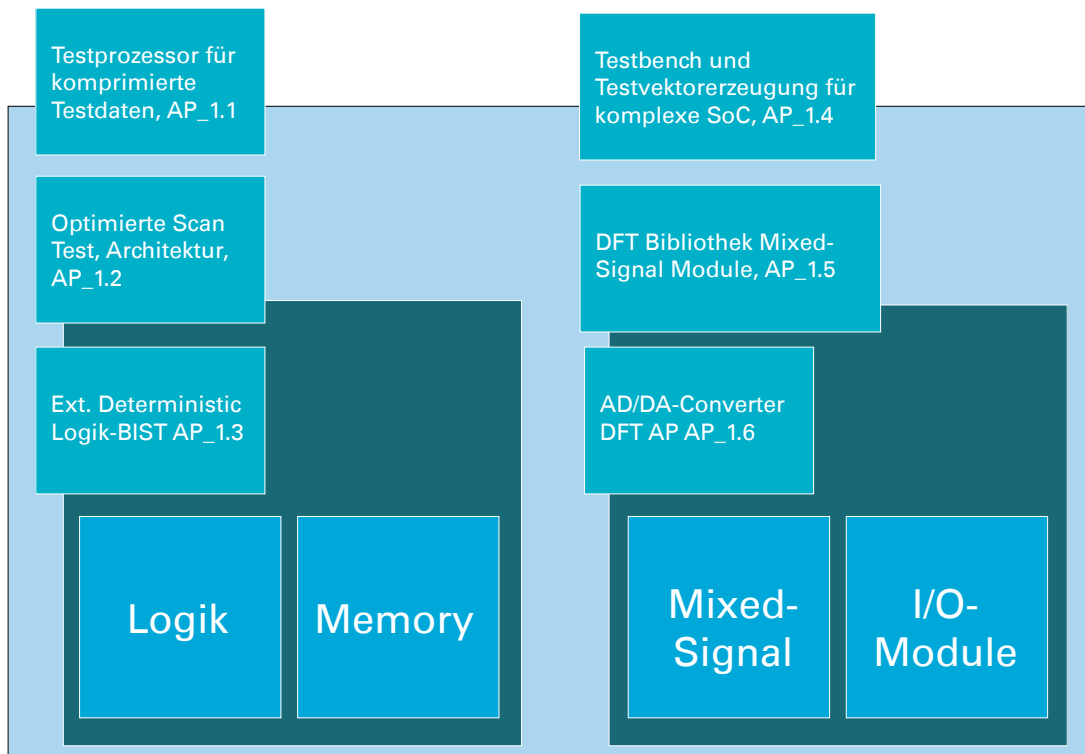 Testprozessor für
komprimierte
Testdaten, AP_1.1
Testbench und
Testvektorerzeugung für
komplexe SoC, AP_1.4
Optimierte Scan
Test, Architektur,
AP_1.2
DFT Bibliothek Mixed-
Signal Module, AP_1.5
Ext. Deterministic
Logik-BIST AP_1.3
AD/DA-Converter
DFT AP AP_1.6
Logik
Memory
Mixed-
Signal
I/O-
Module